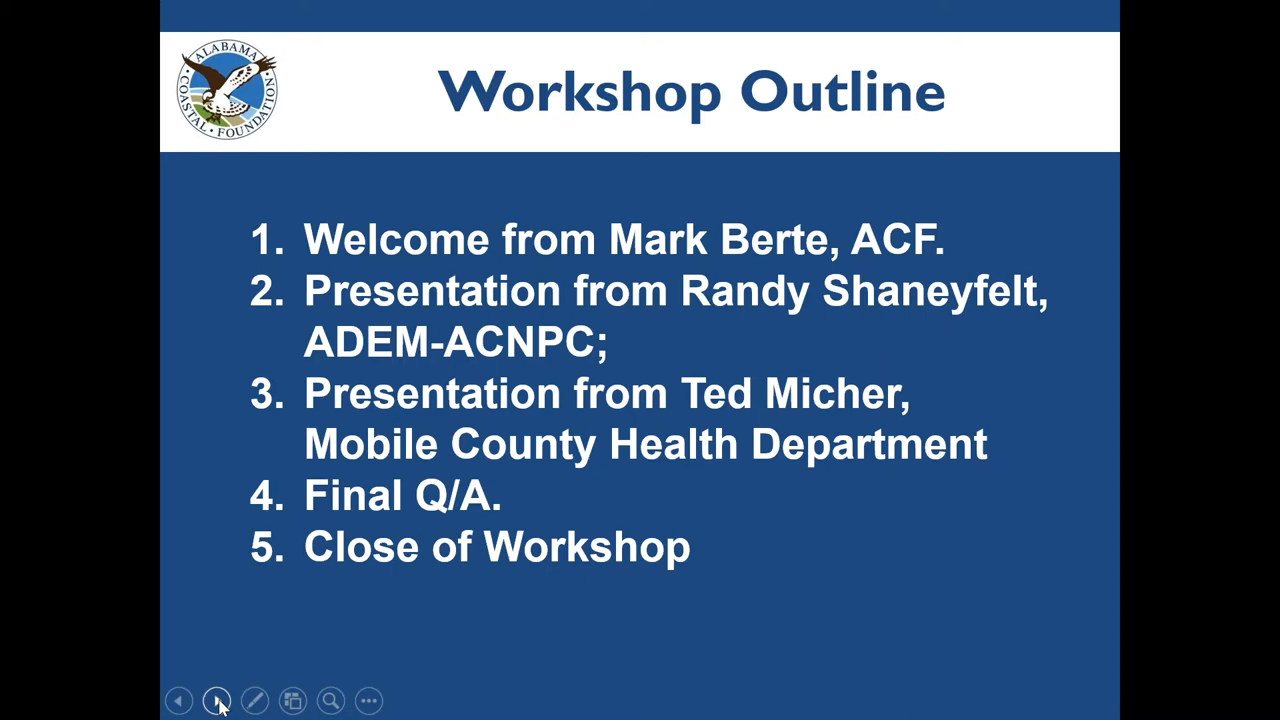 ALABAMA
COASTAL • FOUNDATION
Workshop Outline
1. Welcome from Mark Berte, ACF.
2. Presentation from Randy Shaneyfelt,
ADEM-ACNPC;
3. Presentation from Ted Micher,
Mobile County Health Department
4. Final Q/A.
5. Close of Workshop